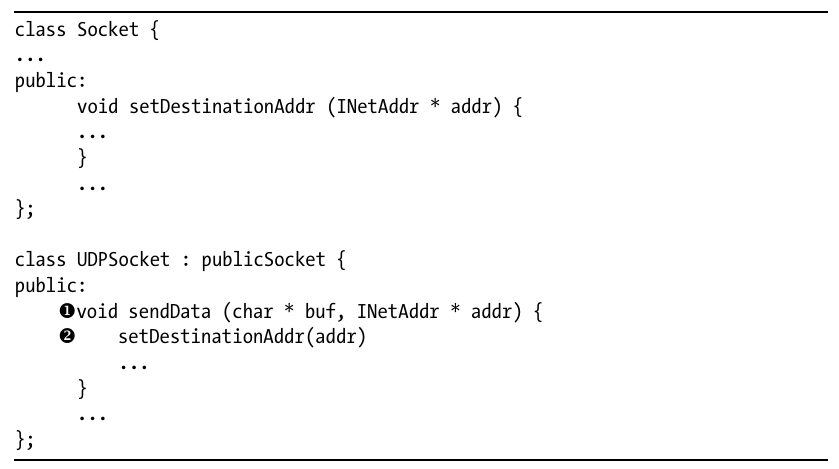 class Socket {
...
public:
void setDestinationAddr (INetAddr * addr) {
...
}
...
};
class UDPSocket : publicSocket {
public:
❶void sendData (char * buf, INetAddr * addr) {
❷ setDestinationAddr(addr)
...
}
...
};